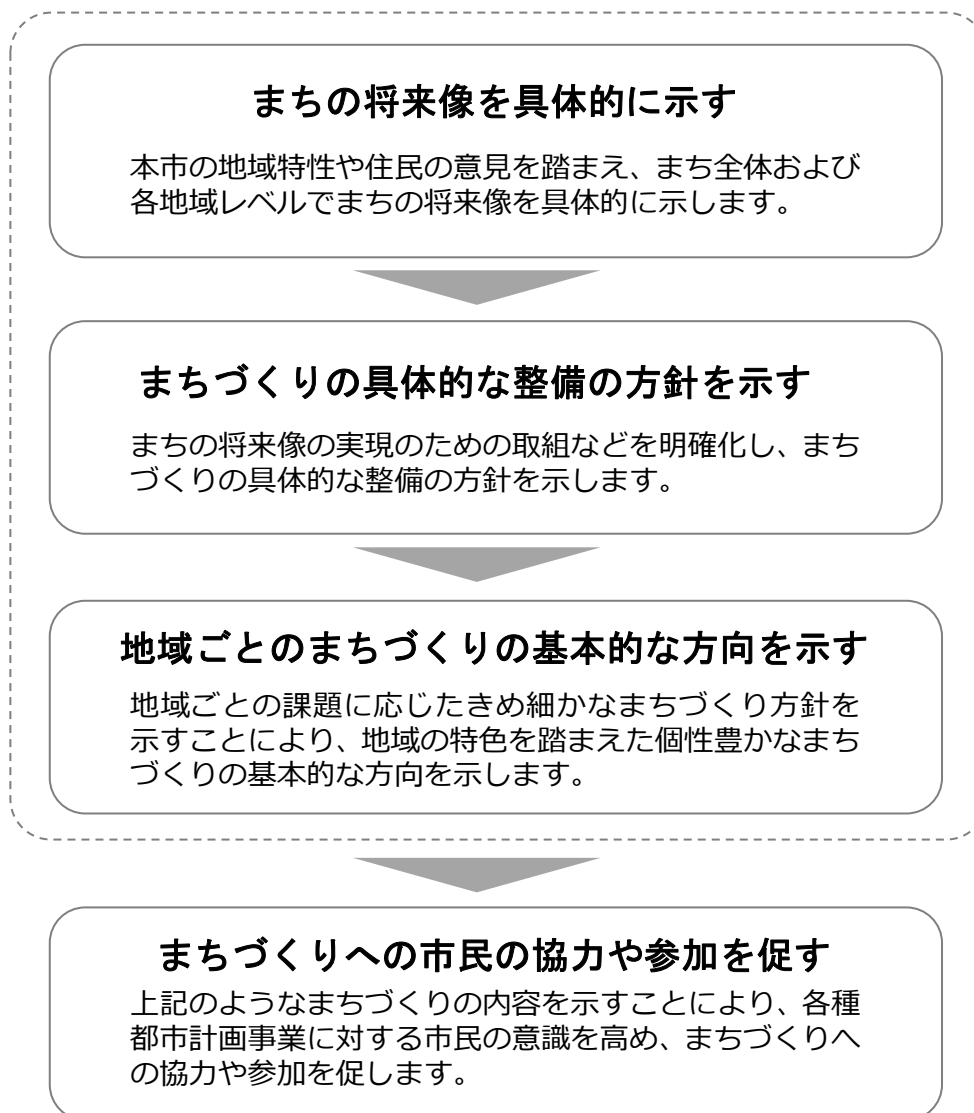 まちの将来像を具体的に示す
本市の地域特性や住民の意見を踏まえ、まち全体および
各地域レベルでまちの将来像を具体的に示します。
まちづくりの具体的な整備の方針を示す
まちの将来像の実現のための取組などを明確化し、まち
づくりの具体的な整備の方針を示します。
地域ごとのまちづくりの基本的な方向を示す
地域ごとの課題に応じたきめ細かなまちづくり方針を
示すことにより、地域の特色を踏まえた個性豊かなまち
づくりの基本的な方向を示します。
まちづくりへの市民の協力や参加を促す
上記のようなまちづくりの内容を示すことにより、各種
都市計画事業に対する市民の意識を高め、まちづくりへ
の協力や参加を促します。